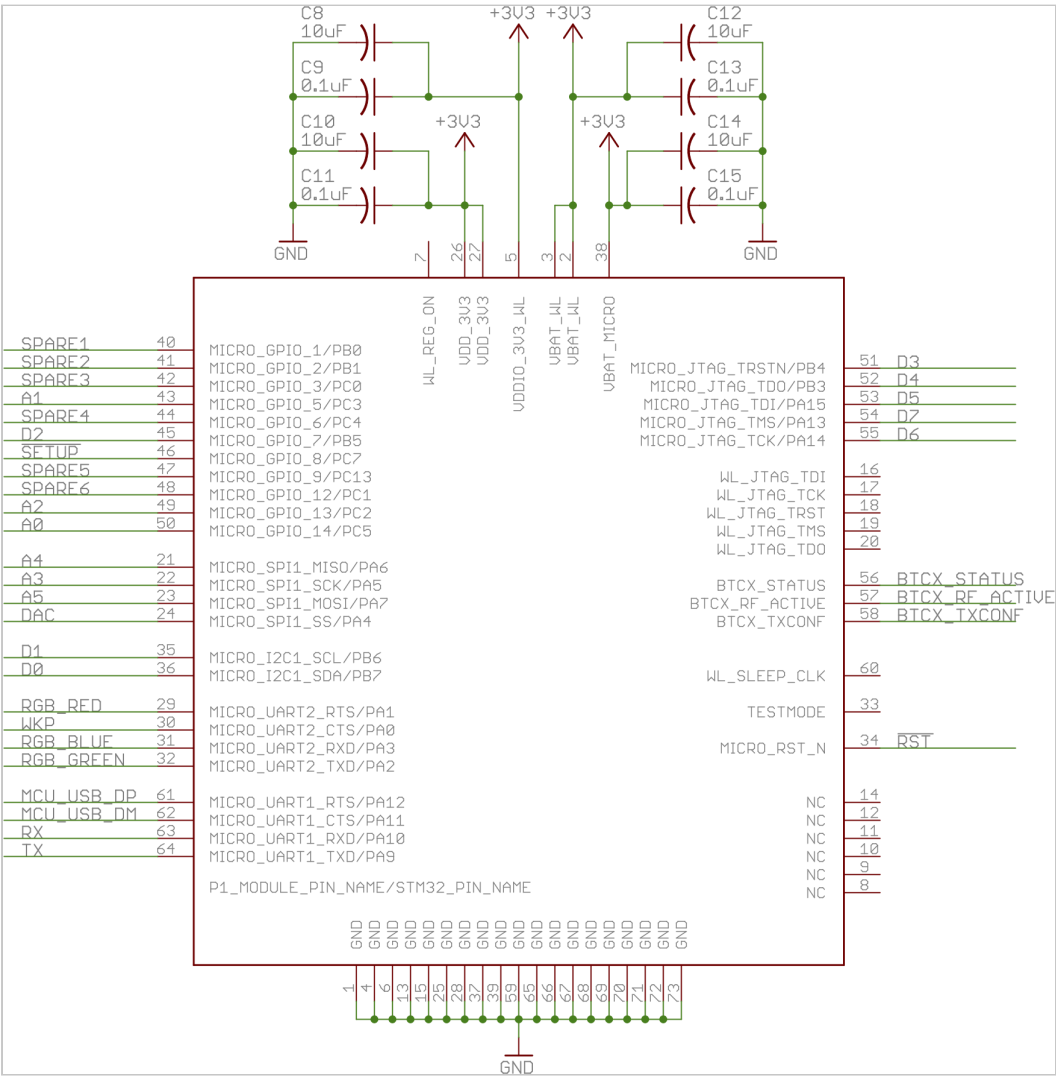 C8
10uF
+3V3
+3V3
C12
10uF
C9
0.1uF
C13
0.1uF
C10
10uF
+3V3
+3V3
C14
10uF
C11
0.1uF
C15
0.1uF
GND
GND
7
26
27
5
3
2
38
WL_REG_ON
VDD_3V3
VDD_3V3
VDDIO_3V3_WL
VBAT_WL
VBAT_WL
VBAT_MICRO
SPARE1 40 MICRO_GPIO_1/PB0
SPARE2 41 MICRO_GPIO_2/PB1
SPARE3 42 MICRO_GPIO_3/PC0
A1 43 MICRO_GPIO_5/PC3
SPARE4 44 MICRO_GPIO_6/PC4
D2 45 MICRO_GPIO_7/PB5
SETUP 46 MICRO_GPIO_8/PC7
SPARE5 47 MICRO_GPIO_9/PC13
SPARE6 48 MICRO_GPIO_12/PC1
A2 49 MICRO_GPIO_13/PC2
A0 50 MICRO_GPIO_14/PC5
A4 21 MICRO_SPI1_MISO/PA6
A3 22 MICRO_SPI1_SCK/PA5
A5 23 MICRO_SPI1_MOSI/PA7
DAC 24 MICRO_SPI1_SS/PA4
D1 35 MICRO_I2C1_SCL/PB6
D0 36 MICRO_I2C1_SDA/PB7
RGB_RED 29 MICRO_UART2_RTS/PA1
WKP 30 MICRO_UART2_CTS/PA0
RGB_BLUE 31 MICRO_UART2_RXD/PA3
RGB_GREEN 32 MICRO_UART2_TXD/PA2
MCU_USB_DP 61 MICRO_UART1_RTS/PA12
MCU_USB_DM 62 MICRO_UART1_CTS/PA11
RX 63 MICRO_UART1_RXD/PA10
TX 64 MICRO_UART1_TXD/PA9
P1_MODULE_PIN_NAME/STM32_PIN_NAME
MICRO_JTAG_TRSTN/PB4 51 D3
MICRO_JTAG_TDO/PB3 52 D4
MICRO_JTAG_TDI/PA15 53 D5
MICRO_JTAG_TMS/PA13 54 D7
MICRO_JTAG_TCK/PA14 55 D6
WL_JTAG_TDI 16
WL_JTAG_TCK 17
WL_JTAG_TRST 18
WL_JTAG_TMS 19
WL_JTAG_TDO 20
BTCX_STATUS 56 BTCX_STATUS
BTCX_RF_ACTIVE 57 BTCX_RF_ACTIVE
BTCX_TXCONF 58 BTCX_TXCONF
WL_SLEEP_CLK 60
TESTMODE 33
MICRO_RST_N 34 RST
NC 14
NC 12
NC 11
NC 10
NC 9
NC 8
GND 1
GND 4
GND 6
GND 13
GND 15
GND 25
GND 28
GND 37
GND 39
GND 59
GND 65
GND 66
GND 67
GND 68
GND 69
GND 70
GND 71
GND 72
GND 73
GND